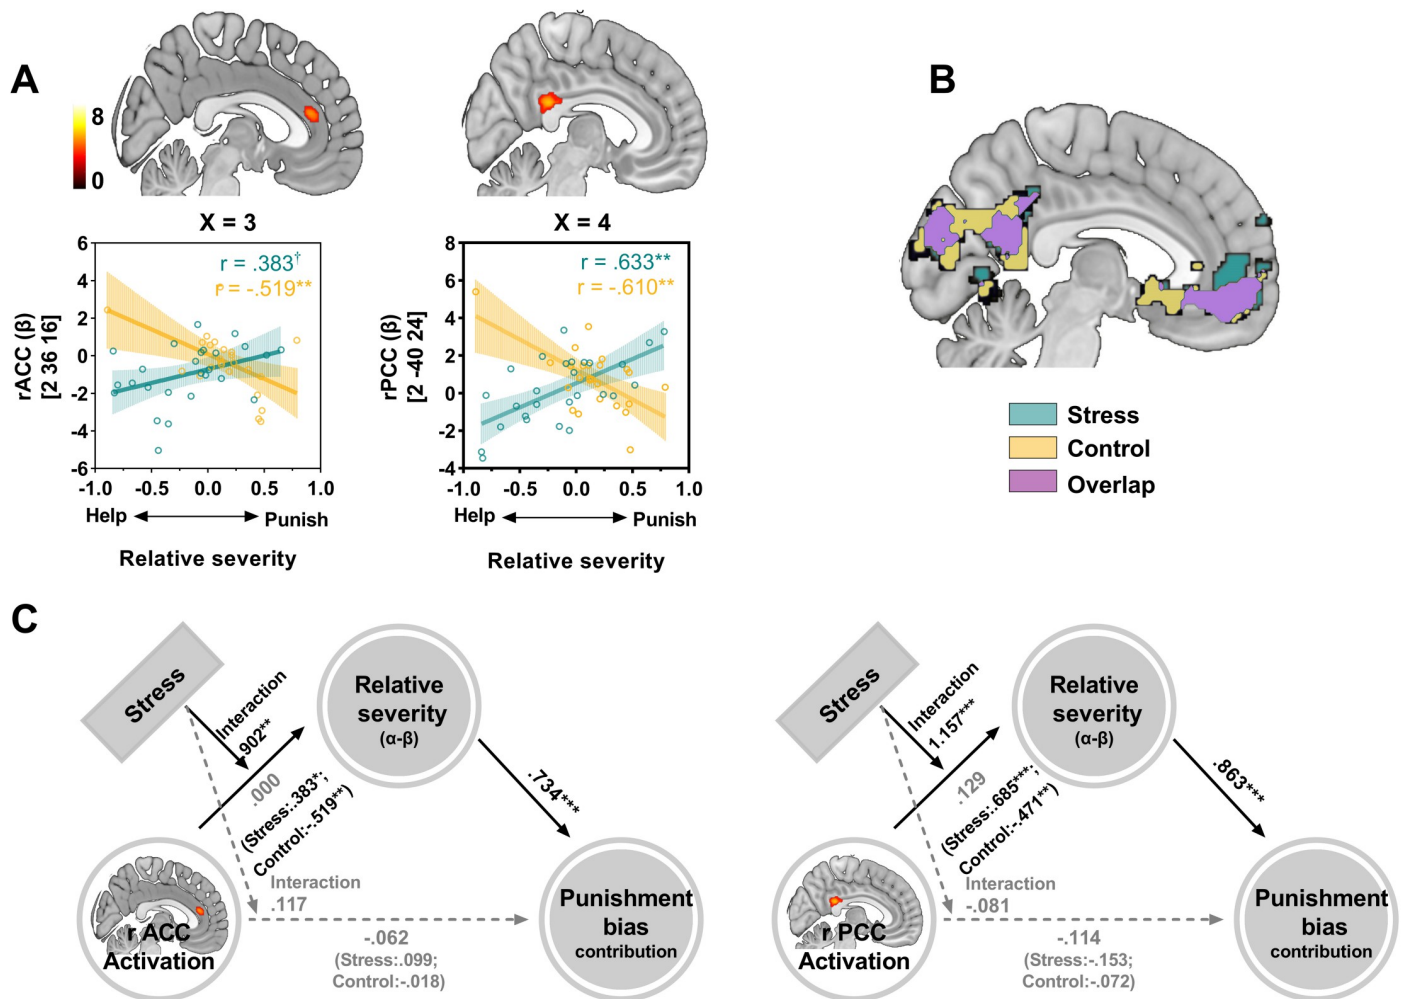 A
8
0
X = 3
X = 4
B
r = .383†
r = -.519**
rACC (β)
[2 36 16]
6
4
2
0
-2
-4
-6
-1.0 -0.5 0.0 0.5 1.0
Help Punish
Relative severity
r = .633**
r = -.610**
rPCC (β)
[2 -40 24]
8
6
4
2
0
-2
-4
-1.0 -0.5 0.0 0.5 1.0
Help Punish
Relative severity
Stress
Control
Overlap
C
Stress
Interaction
.902**
Relative
severity
(α-β)
.000
(Stress:.383*;
Control:-.519**)
.734***
r ACC
Activation
Interaction
.117
-.062
(Stress:.099;
Control:-.018)
Punishment
bias
contribution
Stress
Interaction
1.157***
Relative
severity
(α-β)
.129
(Stress:.685***;
Control:-.471**)
.863***
r PCC
Activation
Interaction
-.081
-.114
(Stress:-.153;
Control:-.072)
Punishment
bias
contribution